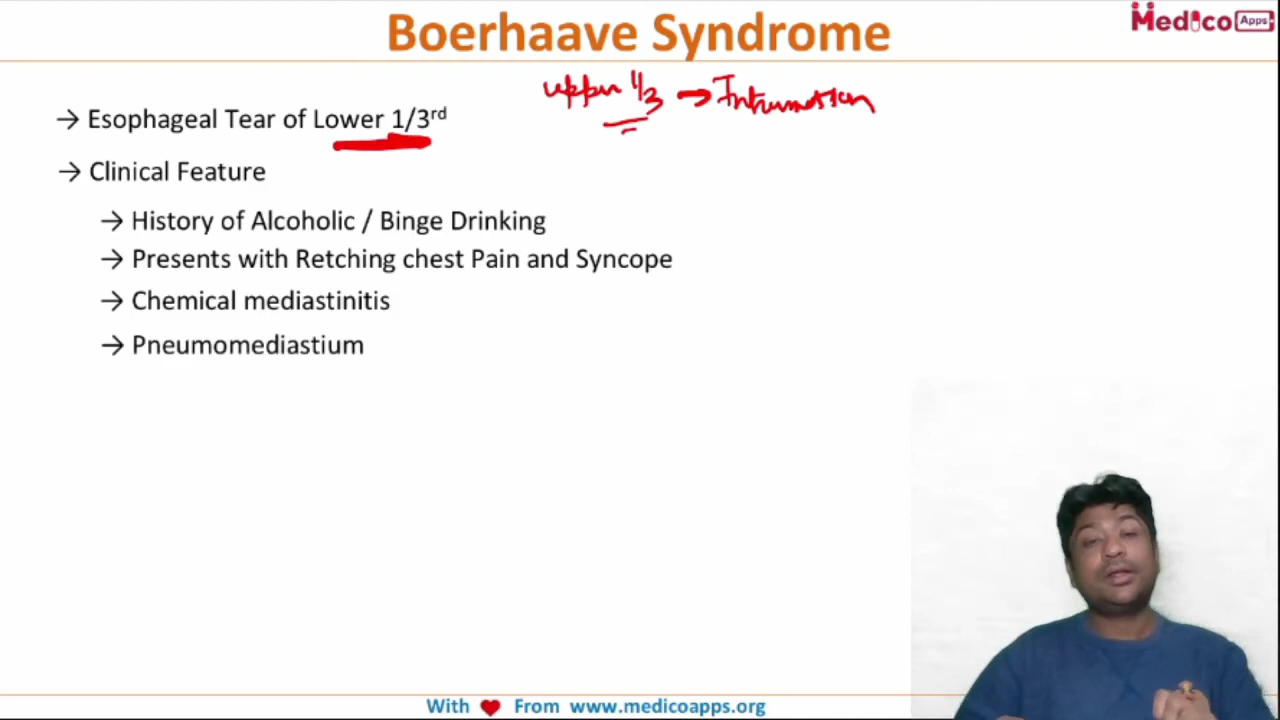 Boerhaave Syndrome
Medico Apps
upper 1/3 →
→ Esophageal Tear of Lower 1/3rd
→ Clinical Feature
→ History of Alcoholic / Binge Drinking
→ Presents with Retching chest Pain and Syncope
→ Chemical mediastinitis
→ Pneumomediastium
With ♥ From www.medicoapps.org